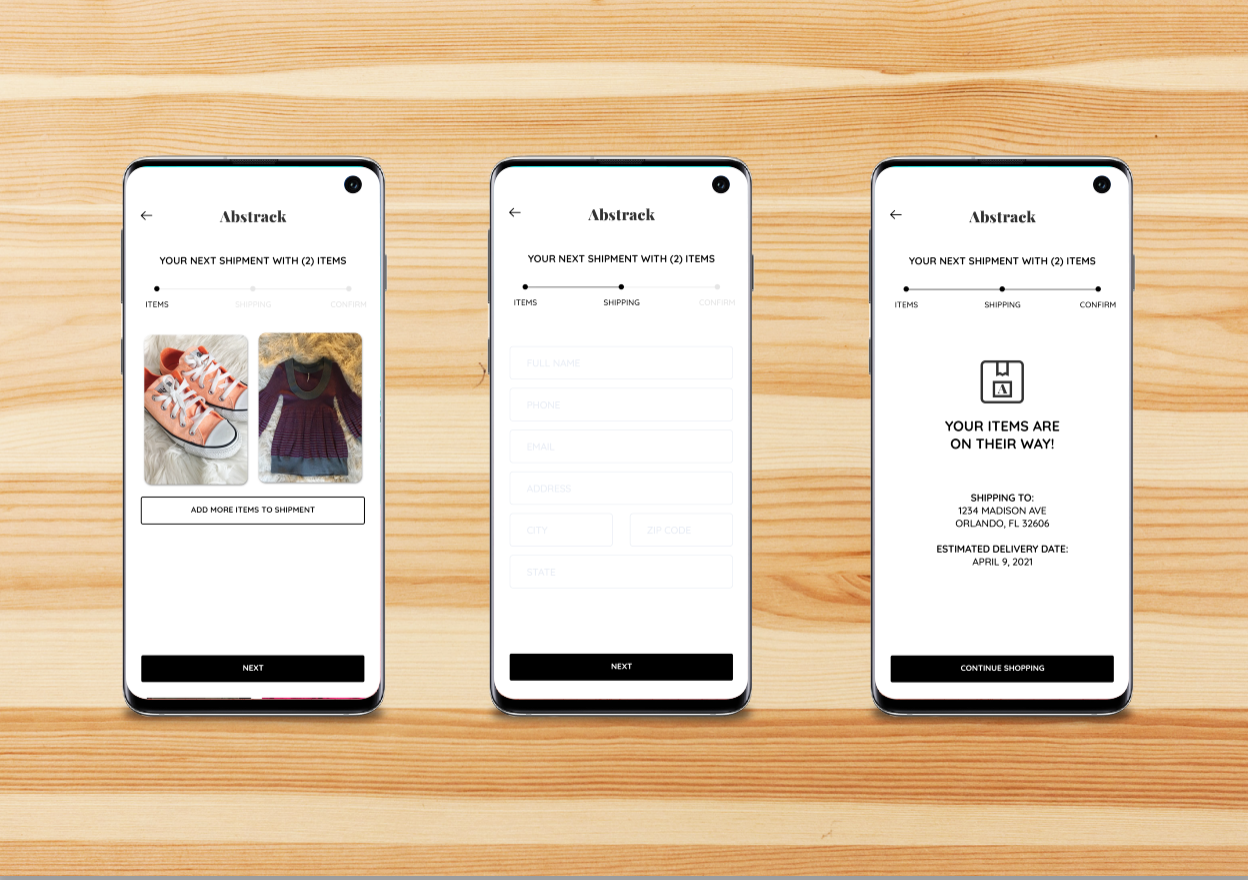 Abstrack
YOUR NEXT SHIPMENT WITH (2) ITEMS
ITEMS SHIPPING CONFIRM
ADD MORE ITEMS TO SHIPMENT
NEXT
Abstrack
YOUR NEXT SHIPMENT WITH (2) ITEMS
ITEMS SHIPPING CONFIRM
FULL NAME
PHONE
EMAIL
ADDRESS
CITY ZIP CODE
STATE
NEXT
Abstrack
YOUR NEXT SHIPMENT WITH (2) ITEMS
ITEMS SHIPPING CONFIRM
A
YOUR ITEMS ARE
ON THEIR WAY!
SHIPPING TO:
1234 MADISON AVE
ORLANDO, FL 32606
ESTIMATED DELIVERY DATE:
APRIL 9, 2021
CONTINUE SHOPPING